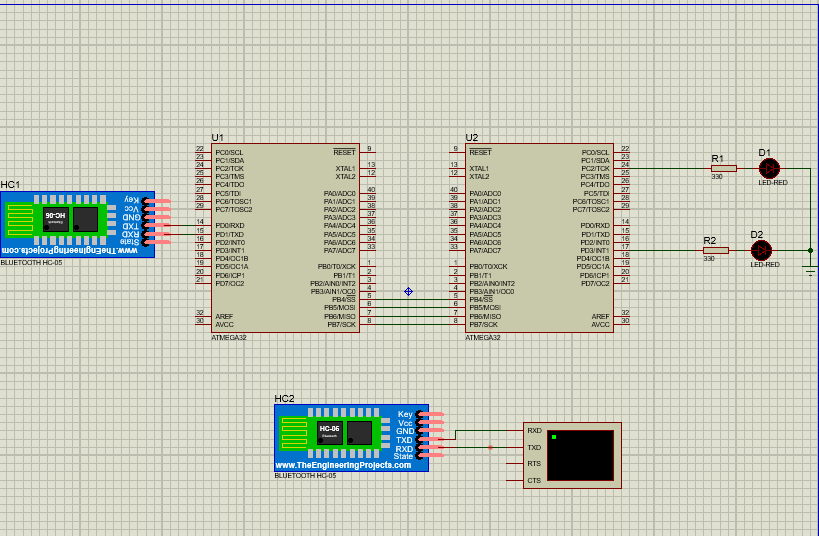 U1
22 PC0/SCL RESET 9
23 PC1/SDA
24 PC2/TCK XTAL1 13
25 PC3/TMS XTAL2 12
26 PC4/TDO
27 PC5/TDI PA0/ADC0 40
28 PC6/TOSC1 PA1/ADC1 39
29 PC7/TOSC2 PA2/ADC2 38
PA3/ADC3 37
14 PD0/RXD PA4/ADC4 36
15 PD1/TXD PA5/ADC5 35
16 PD2/INT0 PA6/ADC6 34
17 PD3/INT1 PA7/ADC7 33
18 PD4/OC1B
19 PD5/OC1A PB0/T0/XCK 1
20 PD6/ICP1 PB1/T1 2
21 PD7/OC2 PB2/AIN0/INT2 3
PB3/AIN1/OC0 4
PB4/SS 5
PB5/MOSI 6
32 AREF PB6/MISO 7
30 AVCC PB7/SCK 8
ATMEGA32
U2
9 RESET PC0/SCL 22
PC1/SDA 23
13 XTAL1 PC2/TCK 24
12 XTAL2 PC3/TMS 25
PC4/TDO 26
40 PA0/ADC0 PC5/TDI 27
39 PA1/ADC1 PC6/TOSC1 28
38 PA2/ADC2 PC7/TOSC2 29
37 PA3/ADC3
36 PA4/ADC4 PD0/RXD 14
35 PA5/ADC5 PD1/TXD 15
34 PA6/ADC6 PD2/INT0 16
33 PA7/ADC7 PD3/INT1 17
PD4/OC1B 18
1 PB0/T0/XCK PD5/OC1A 19
2 PB1/T1 PD6/ICP1 20
3 PB2/AIN0/INT2 PD7/OC2 21
4 PB3/AIN1/OC0
5 PB4/SS
6 PB5/MOSI
7 PB6/MISO AREF 32
8 PB7/SCK AVCC 30
ATMEGA32
R1
330
D1
LED-RED
R2
330
D2
LED-RED
HC1
Key
Vcc
GND
TXD
RXD
State
HC-06
Bluetooth
www.TheEngineeringProjects.com
BLUETOOTH HC-05
HC2
Key
Vcc
GND
TXD
RXD
State
HC-06
Bluetooth
www.TheEngineeringProjects.com
BLUETOOTH HC-05
RXD
TXD
RTS
CTS